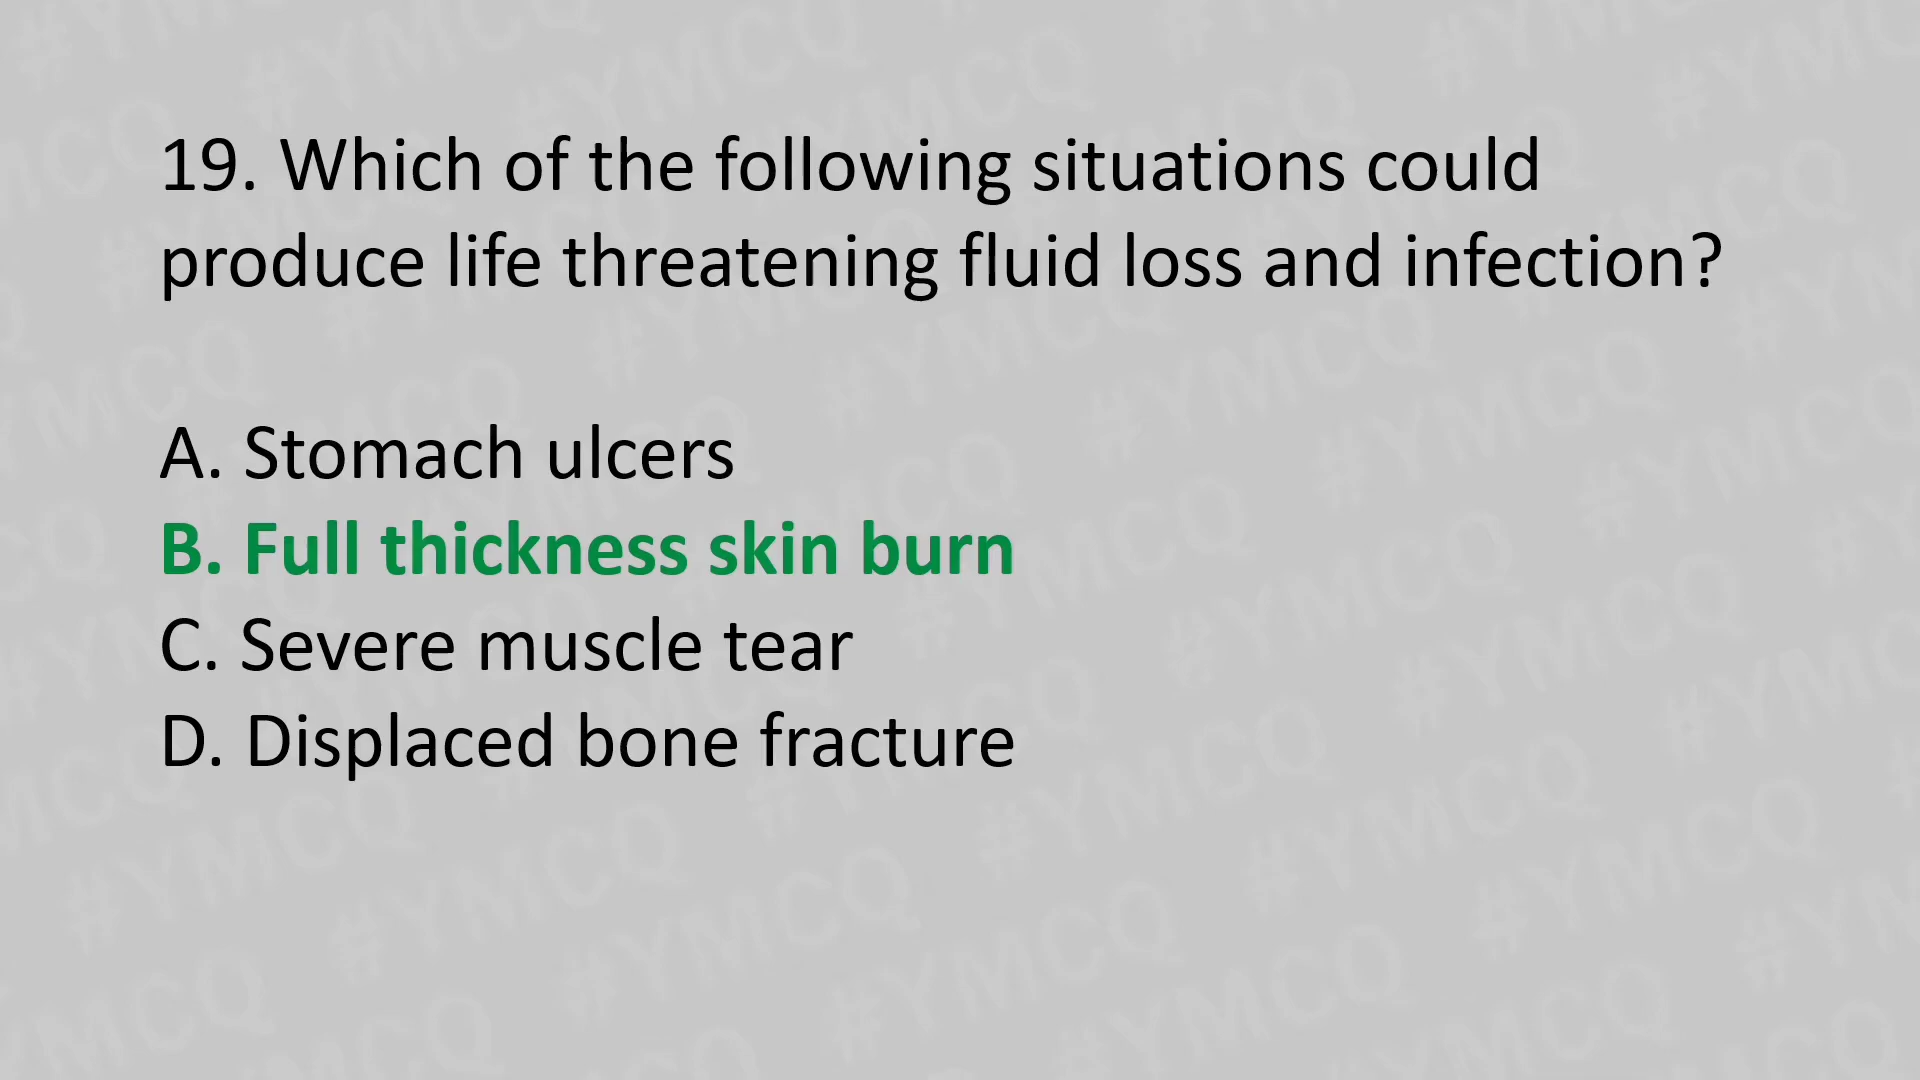 19. Which of the following situations could
produce life threatening fluid loss and infection?
A. Stomach ulcers
B. Full thickness skin burn
C. Severe muscle tear
D. Displaced bone fracture
#YMCQ